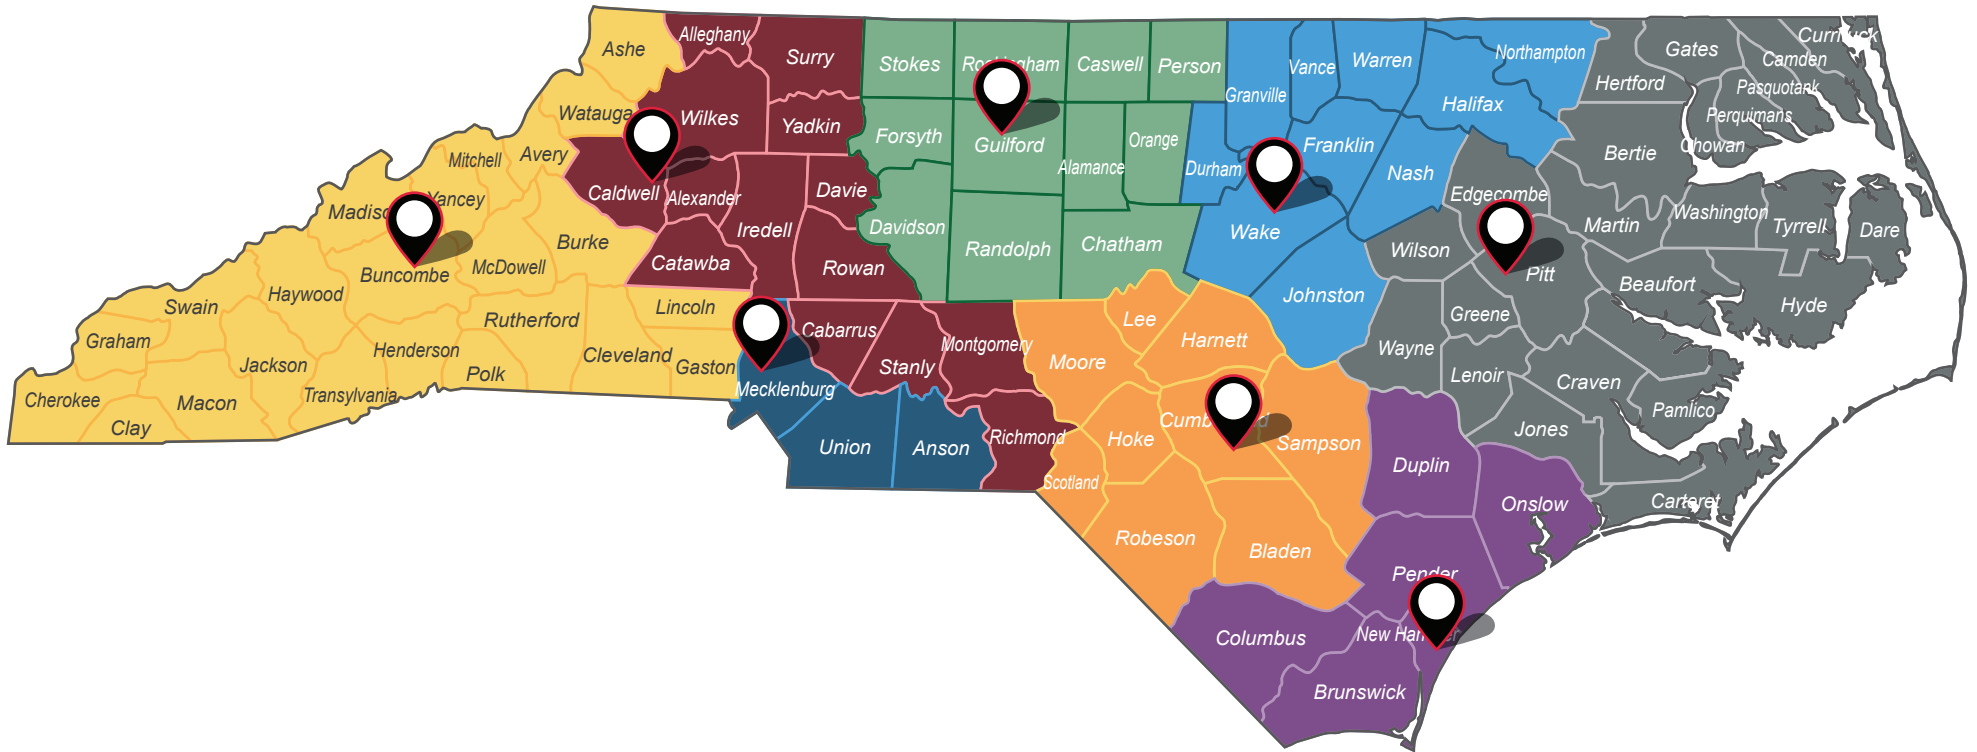 Ashe
Alleghany
Surry
Stokes
Caswell
Person
Vance
Warren
Northampton
Gates
Currituck
Camden
Hertford
Pasquotank
Perquimans
Watauga
Wilkes
Yadkin
Forsyth
Guilford
Orange
Granville
Halifax
Franklin
Bertie
Chowan
Mitchell
Avery
Caldwell
Alexander
Davie
Alamance
Durham
Nash
Edgecombe
Yancey
Burke
Iredell
Davidson
Randolph
Chatham
Wake
Wilson
Martin
Washington
Tyrrell
Dare
Buncombe
McDowell
Catawba
Rowan
Johnston
Pitt
Beaufort
Hyde
Swain
Haywood
Rutherford
Lincoln
Cabarrus
Stanly
Montgomery
Moore
Lee
Harnett
Greene
Wayne
Graham
Jackson
Henderson
Polk
Cleveland
Gaston
Mecklenburg
Lenoir
Craven
Pamlico
Cherokee
Macon
Transylvania
Clay
Union
Anson
Richmond
Hoke
Sampson
Jones
Duplin
Scotland
Onslow
Carteret
Robeson
Bladen
Pender
Columbus
Brunswick